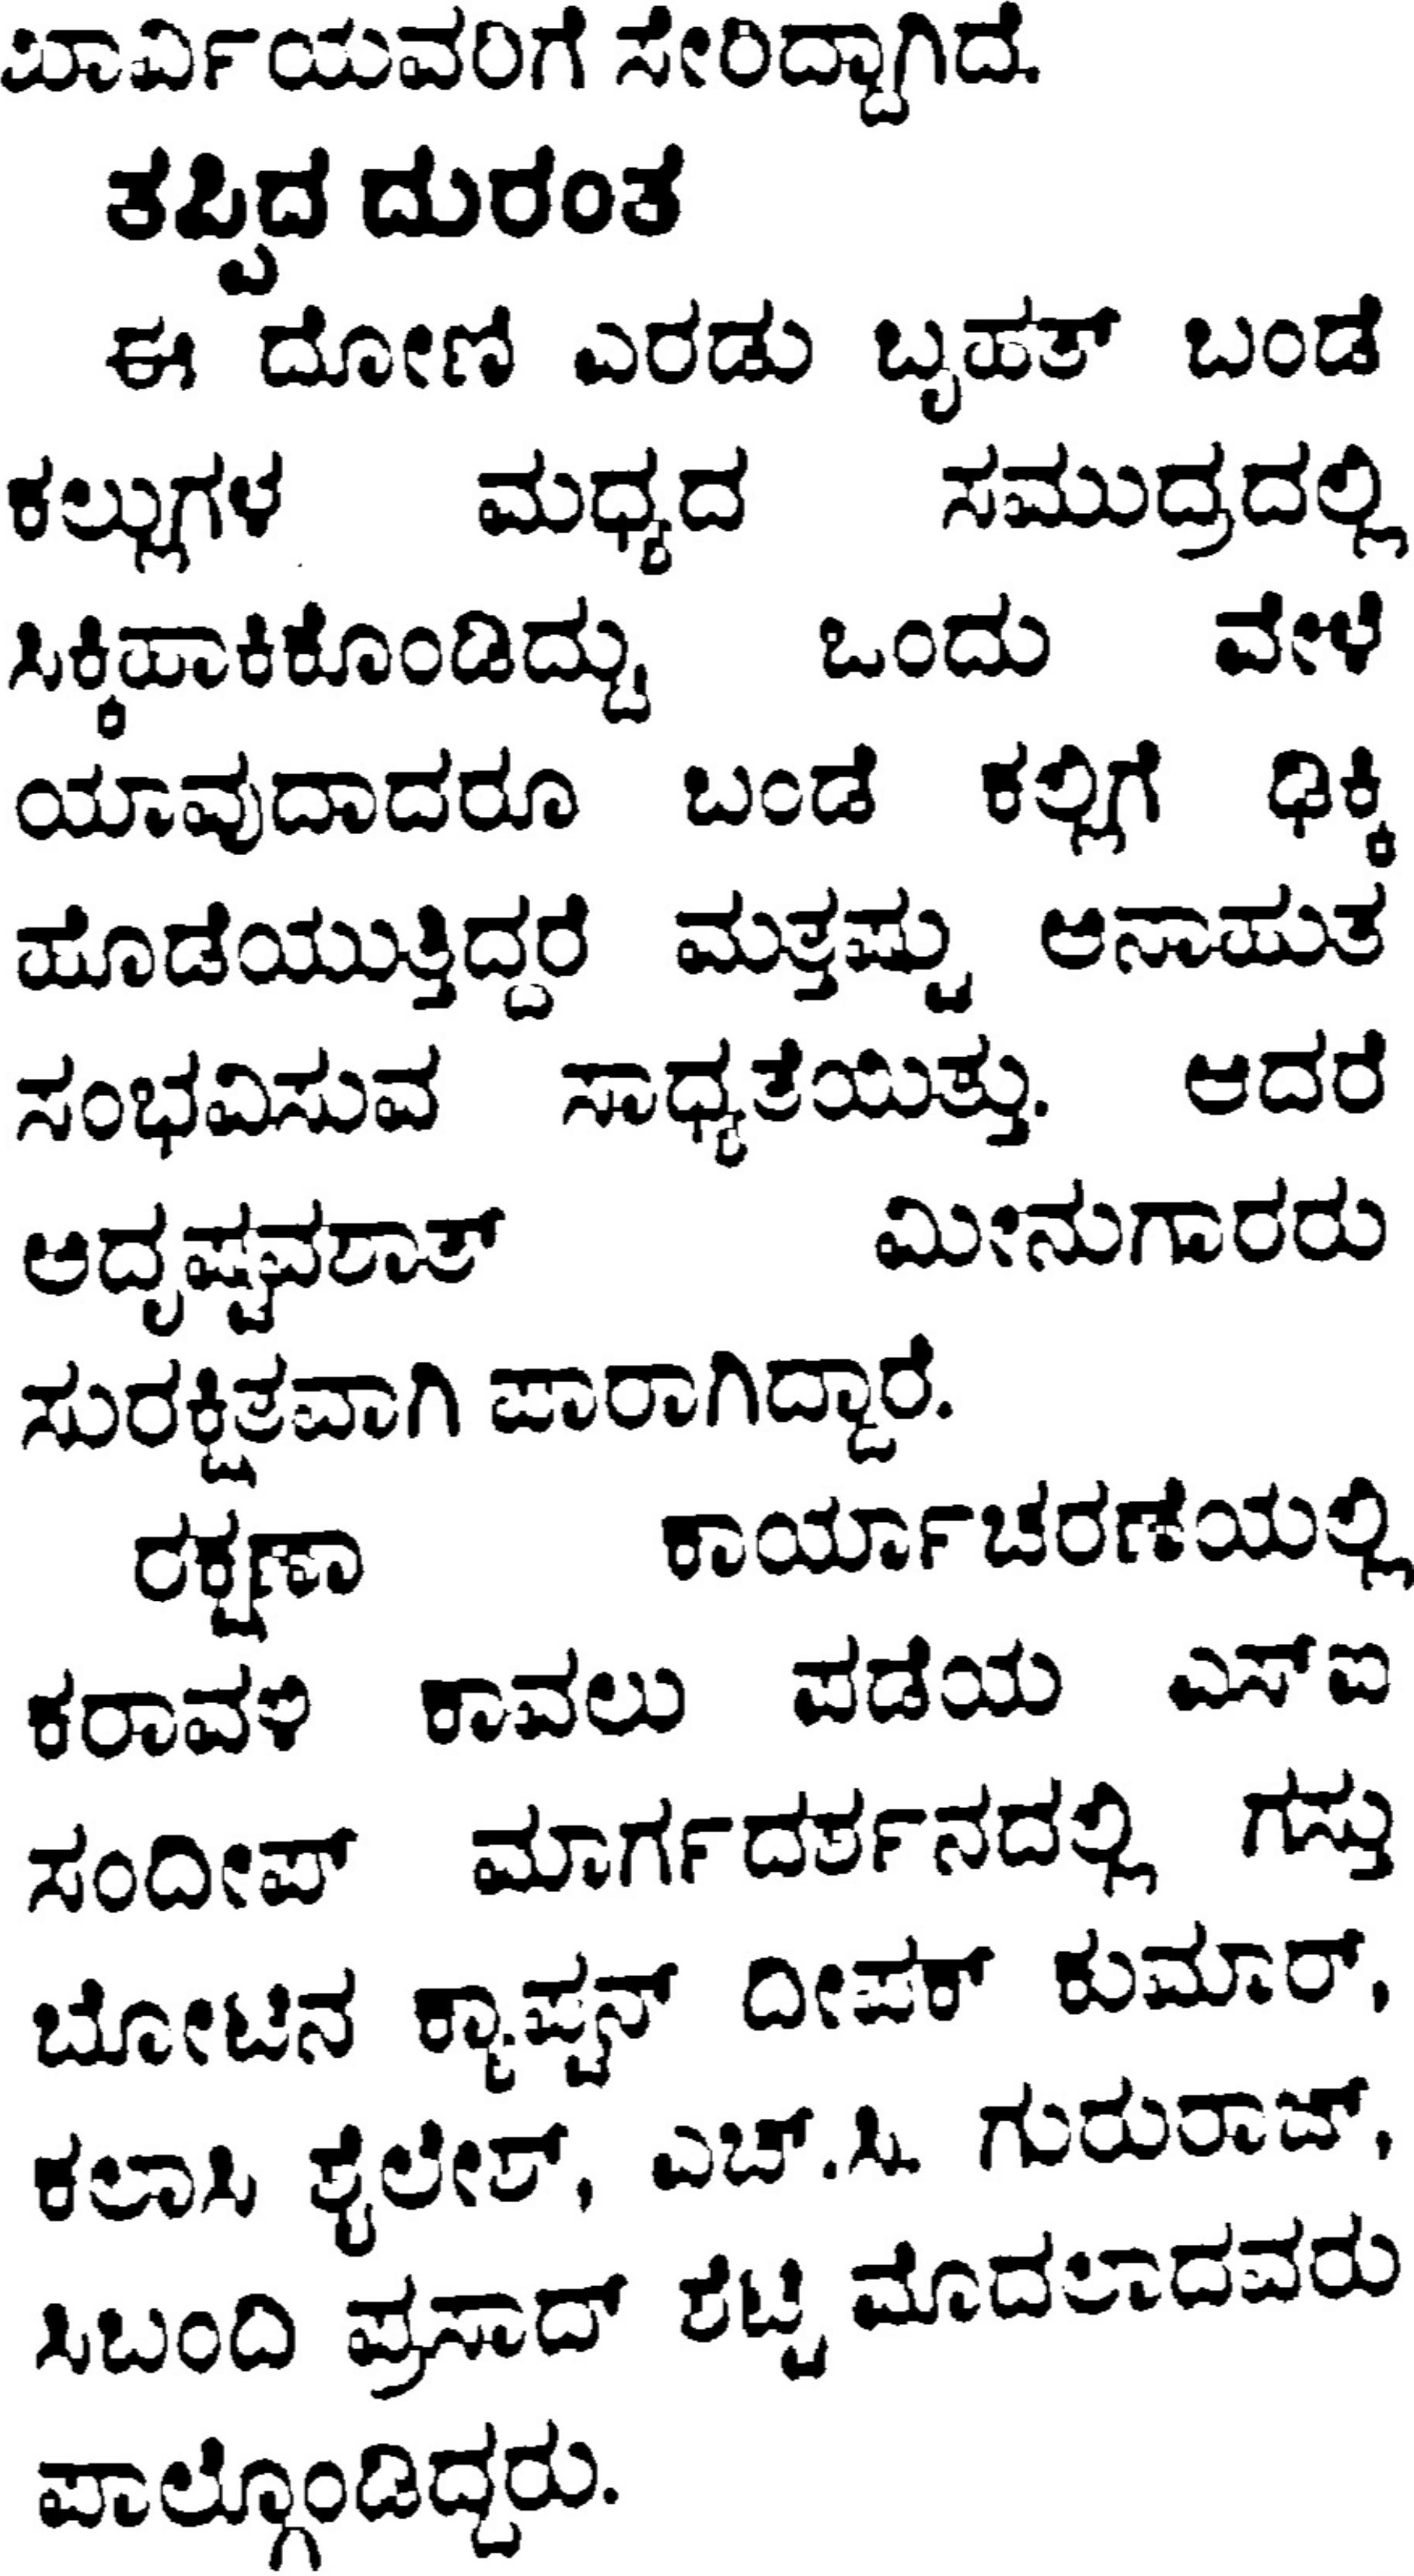 ಖಾರ್ವಿಯವರಿಗೆ ಸೇರಿದ್ದಾಗಿದೆ.
ತಪ್ಪಿದ ದುರಂತ
ಈ ದೋಣಿ ಎರಡು ಬೃಹತ್ ಬಂಡೆ
ಕಲ್ಲುಗಳ ಮಧ್ಯದ ಸಮುದ್ರದಲ್ಲಿ
ಸಿಕ್ಕಿಹಾಕಿಕೊಂಡಿದ್ದು, ಒಂದು ವೇಳೆ
ಯಾವುದಾದರೂ ಬಂಡೆ ಕಲ್ಲಿಗೆ ಢಿಕ್ಕಿ
ಹೊಡೆಯುತ್ತಿದ್ದರೆ ಮತ್ತಷ್ಟು ಅನಾಹುತ
ಸಂಭವಿಸುವ ಸಾಧ್ಯತೆಯಿತ್ತು. ಆದರೆ
ಅದೃಷ್ಟವಶಾತ್ ಮೀನುಗಾರರು
ಸುರಕ್ಷಿತವಾಗಿ ಪಾರಾಗಿದ್ದಾರೆ.
ರಕ್ಷಣಾ ಕಾರ್ಯಾಚರಣೆಯಲ್ಲಿ
ಕರಾವಳಿ ಕಾವಲು ಪಡೆಯ ಎಸ್ಐ
ಸಂದೀಪ್ ಮಾರ್ಗದರ್ಶನದಲ್ಲಿ ಗಸ್ತು
ಬೋಟಿನ ಕ್ಯಾಪ್ಟನ್ ದೀಪಕ್ ಕುಮಾರ್,
ಕಲಾಸಿ ಶೈಲೇಶ್, ಎಚ್.ಸಿ. ಗುರುರಾಜ್,
ಸಿಬಂದಿ ಪ್ರಸಾದ್ ಶೆಟ್ಟಿ ಮೊದಲಾದವರು
ಪಾಲ್ಗೊಂಡಿದ್ದರು.